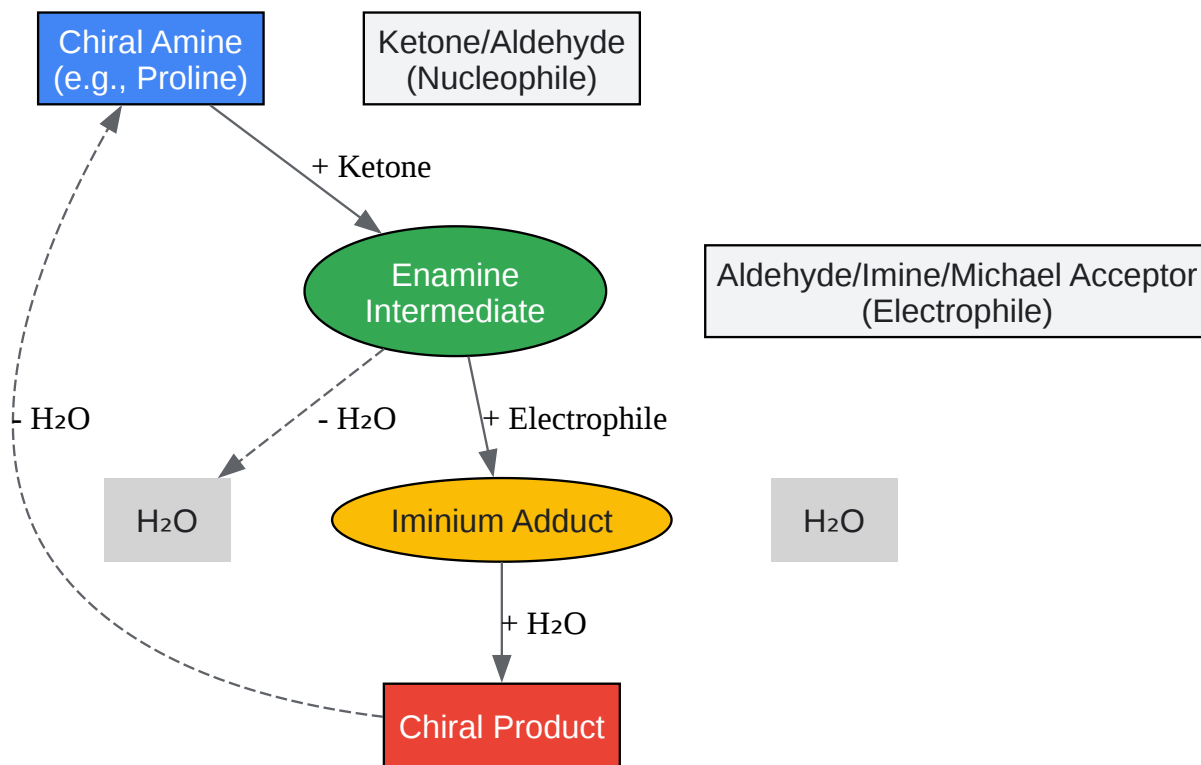 Chiral Amine
(e.g., Proline)
Ketone/Aldehyde
(Nucleophile)
+ Ketone
Enamine
Intermediate
Aldehyde/Imine/Michael Acceptor
(Electrophile)
- H₂O
- H₂O
+ Electrophile
H₂O
Iminium Adduct
H₂O
+ H₂O
Chiral Product